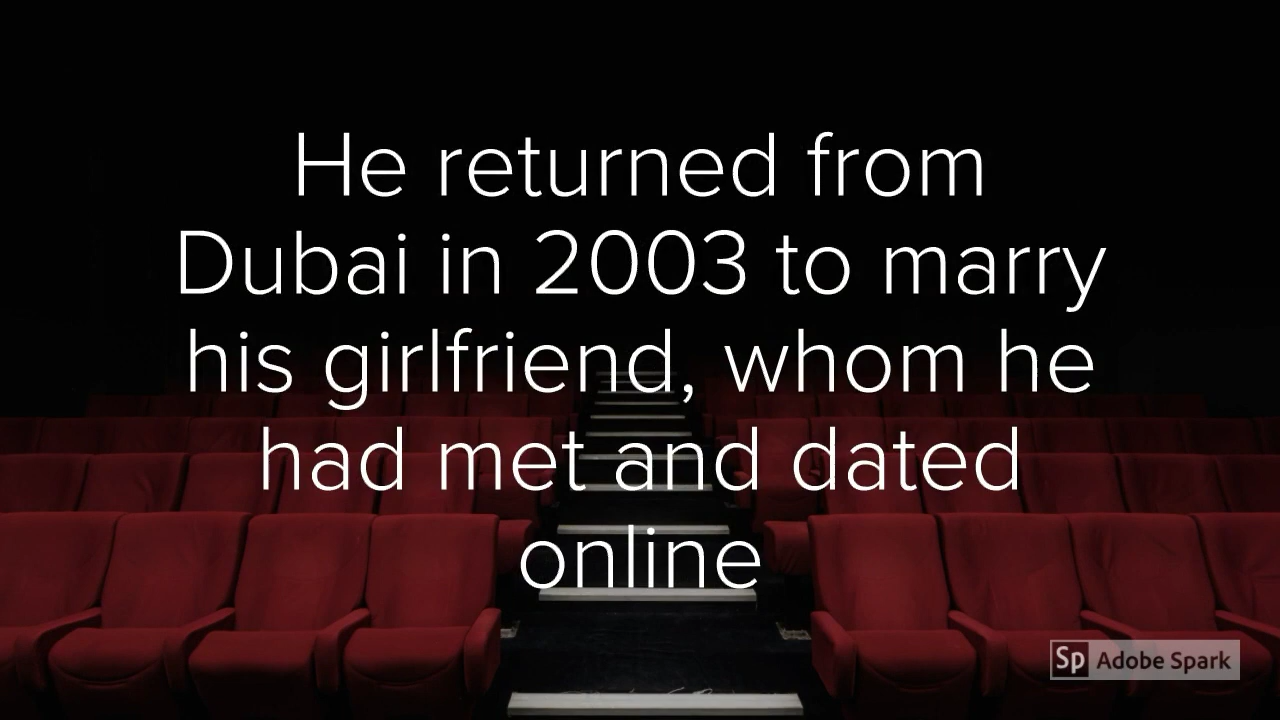 He returned from
Dubai in 2003 to marry
his girlfriend, whom he
had met and dated
online
Sp Adobe Spark